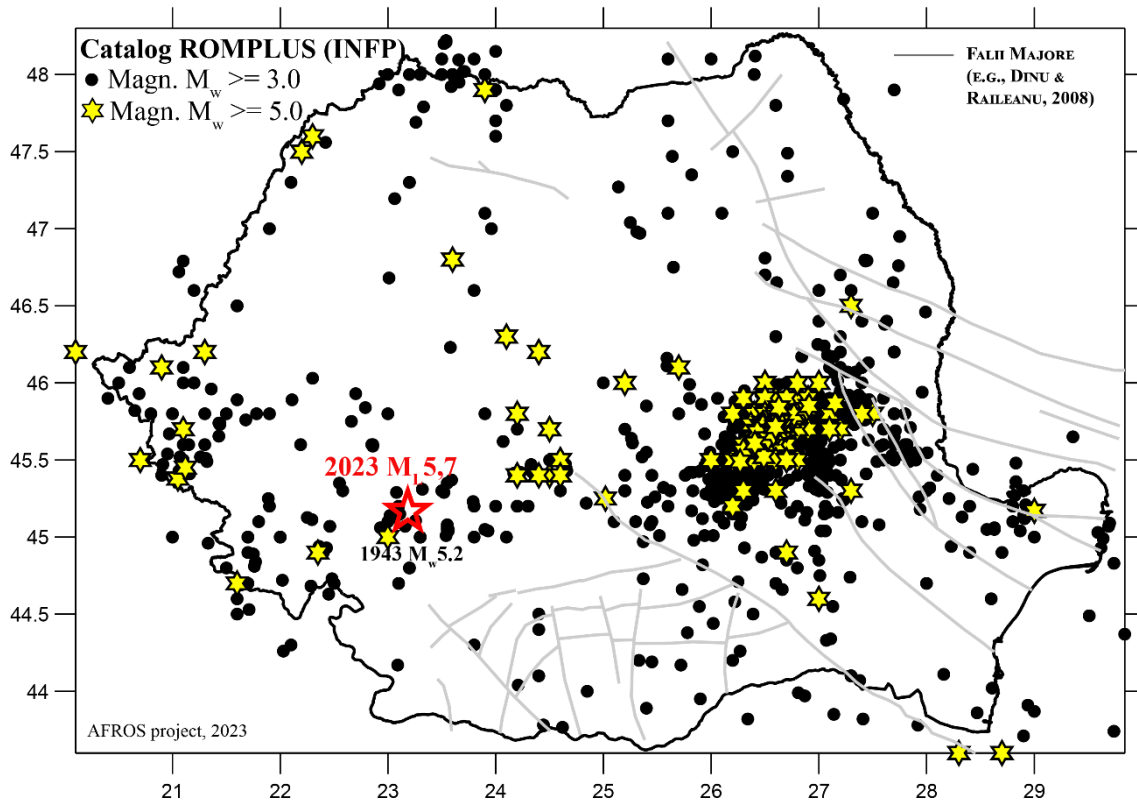 Catalog ROMPLUS (INFP)
Magn. Mw >= 3.0
Magn. Mw >= 5.0
FALII MAJORE
(E.G., DINU &
RAILEANU, 2008)
48
47.5
47
46.5
46
45.5
45
44.5
44
2023 ML5.7
1943 Mw5.2
AFROS project, 2023
21
22
23
24
25
26
27
28
29